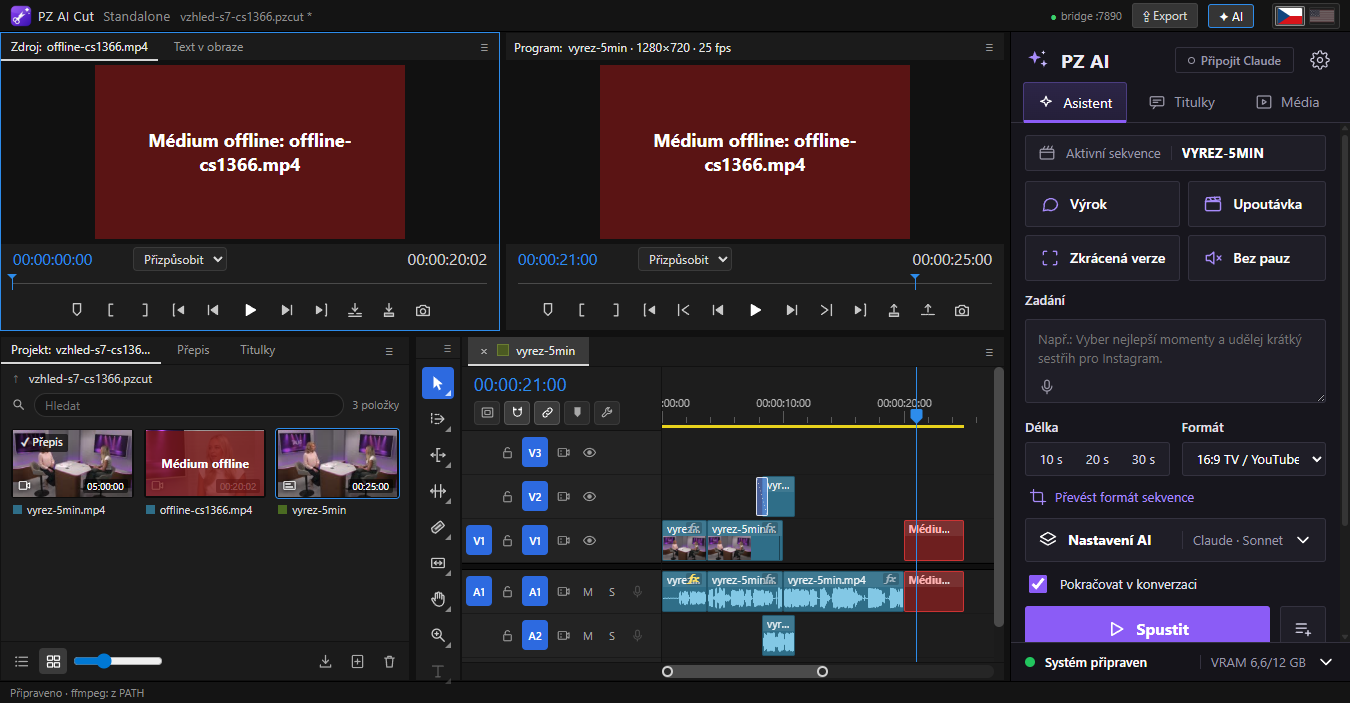 PZ AI Cut Standalone vzhled-s7-cs1366.pzcut *
bridge :7890
Export
AI
Zdroj: offline-cs1366.mp4
Text v obraze
Médium offline: offline-
cs1366.mp4
00:00:00:00
Přizpůsobit
00:00:20:02
Program: vyrez-5min · 1280×720 · 25 fps
Médium offline: offline-
cs1366.mp4
00:00:21:00
Přizpůsobit
00:00:25:00
Projekt: vzhled-s7-cs136...
Přepis
Titulky
vzhled-s7-cs1366.pzcut
Hledat
3 položky
✓ Přepis
05:00:00
vyrez-5min.mp4
Médium offline
00:20:02
offline-cs1366.mp4
00:25:00
vyrez-5min
× vyrez-5min
00:00:21:00
:00:00
00:00:10:00
00:00:20:00
V3
V2
vyr...
V1
V1
vyrez
fx
vyrez-5min
fx
Médiu...
A1
A1
M
S
vyrez
fx
vyrez-5min
fx
vyrez-5min.mp4
fx
Médiu...
A2
M
S
vyr...
T
PZ AI
Připojit Claude
Asistent
Titulky
Média
Aktivní sekvence
VYREZ-5MIN
Výrok
Upoutávka
Zkrácená verze
Bez pauz
Zadání
Např.: Vyber nejlepší momenty a udělej krátký
sestřih pro Instagram.
Délka
Formát
10 s
20 s
30 s
16:9 TV / YouTube
Převést formát sekvence
Nastavení AI
Claude · Sonnet
Pokračovat v konverzaci
Spustit
Systém připraven
VRAM 6,6/12 GB
Připraveno · ffmpeg: z PATH